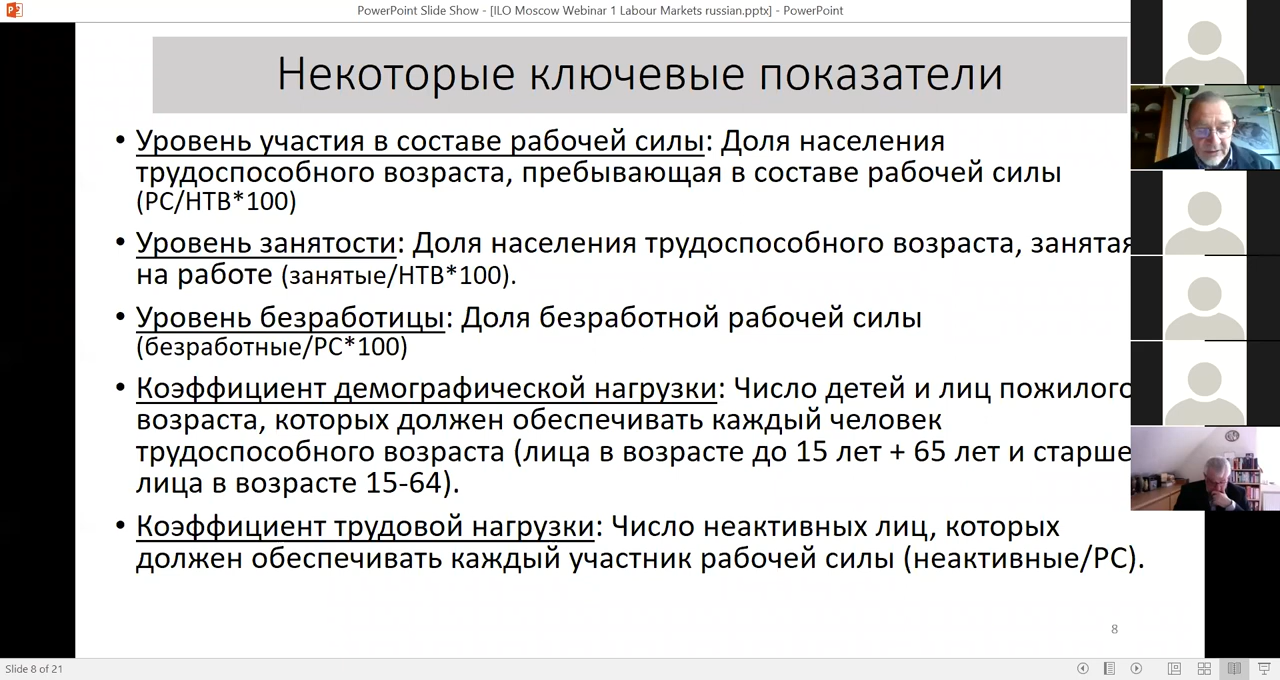 PowerPoint Slide Show - [ILO Moscow Webinar 1 Labour Markets russian.pptx] - PowerPoint
Некоторые ключевые показатели
• Уровень участия в составе рабочей силы: Доля населения
трудоспособного возраста, пребывающая в составе рабочей силы
(РС/НТВ*100)
• Уровень занятости: Доля населения трудоспособного возраста, занятая
на работе (занятые/НТВ*100).
• Уровень безработицы: Доля безработной рабочей силы
(безработные/РС*100)
• Коэффициент демографической нагрузки: Число детей и лиц пожилого
возраста, которых должен обеспечивать каждый человек
трудоспособного возраста (лица в возрасте до 15 лет + 65 лет и старше
лица в возрасте 15-64).
• Коэффициент трудовой нагрузки: Число неактивных лиц, которых
должен обеспечивать каждый участник рабочей силы (неактивные/РС).
8
Slide 8 of 21